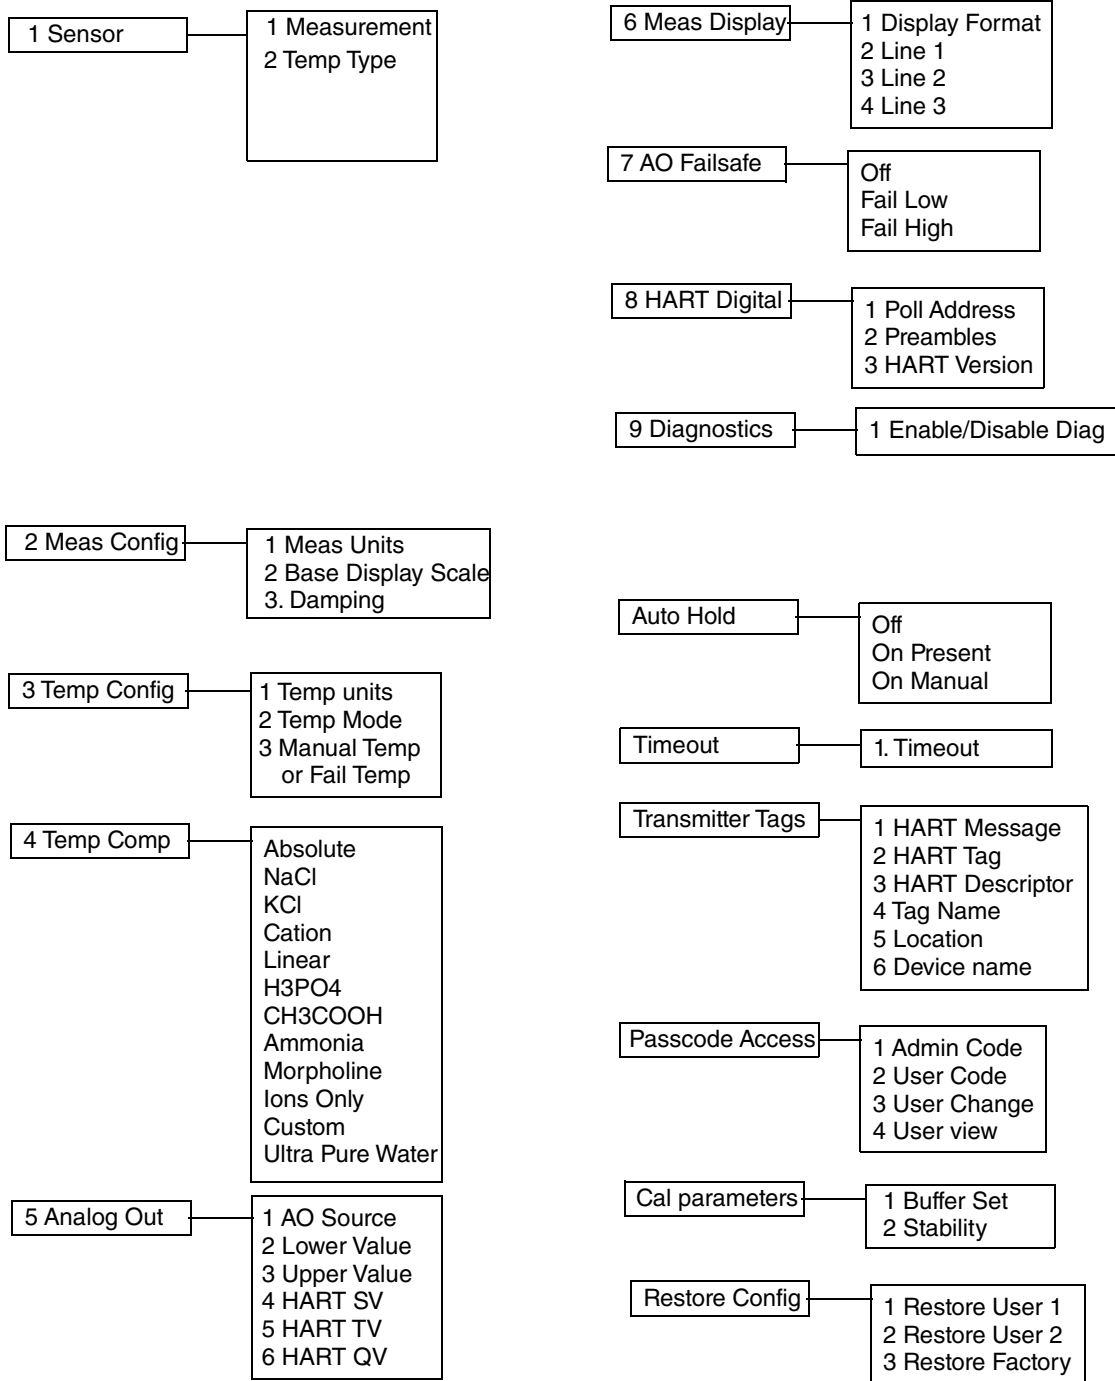 1 Sensor
1 Measurement
2 Temp Type
2 Meas Config
1 Meas Units
2 Base Display Scale
3. Damping
3 Temp Config
1 Temp units
2 Temp Mode
3 Manual Temp
or Fail Temp
4 Temp Comp
Absolute
NaCl
KCl
Cation
Linear
H3PO4
CH3COOH
Ammonia
Morpholine
Ions Only
Custom
Ultra Pure Water
5 Analog Out
1 AO Source
2 Lower Value
3 Upper Value
4 HART SV
5 HART TV
6 HART QV
6 Meas Display
1 Display Format
2 Line 1
3 Line 2
4 Line 3
7 AO Failsafe
Off
Fail Low
Fail High
8 HART Digital
1 Poll Address
2 Preambles
3 HART Version
9 Diagnostics
1 Enable/Disable Diag
Auto Hold
Off
On Present
On Manual
Timeout
1. Timeout
Transmitter Tags
1 HART Message
2 HART Tag
3 HART Descriptor
4 Tag Name
5 Location
6 Device name
Passcode Access
1 Admin Code
2 User Code
3 User Change
4 User view
Cal parameters
1 Buffer Set
2 Stability
Restore Config
1 Restore User 1
2 Restore User 2
3 Restore Factory